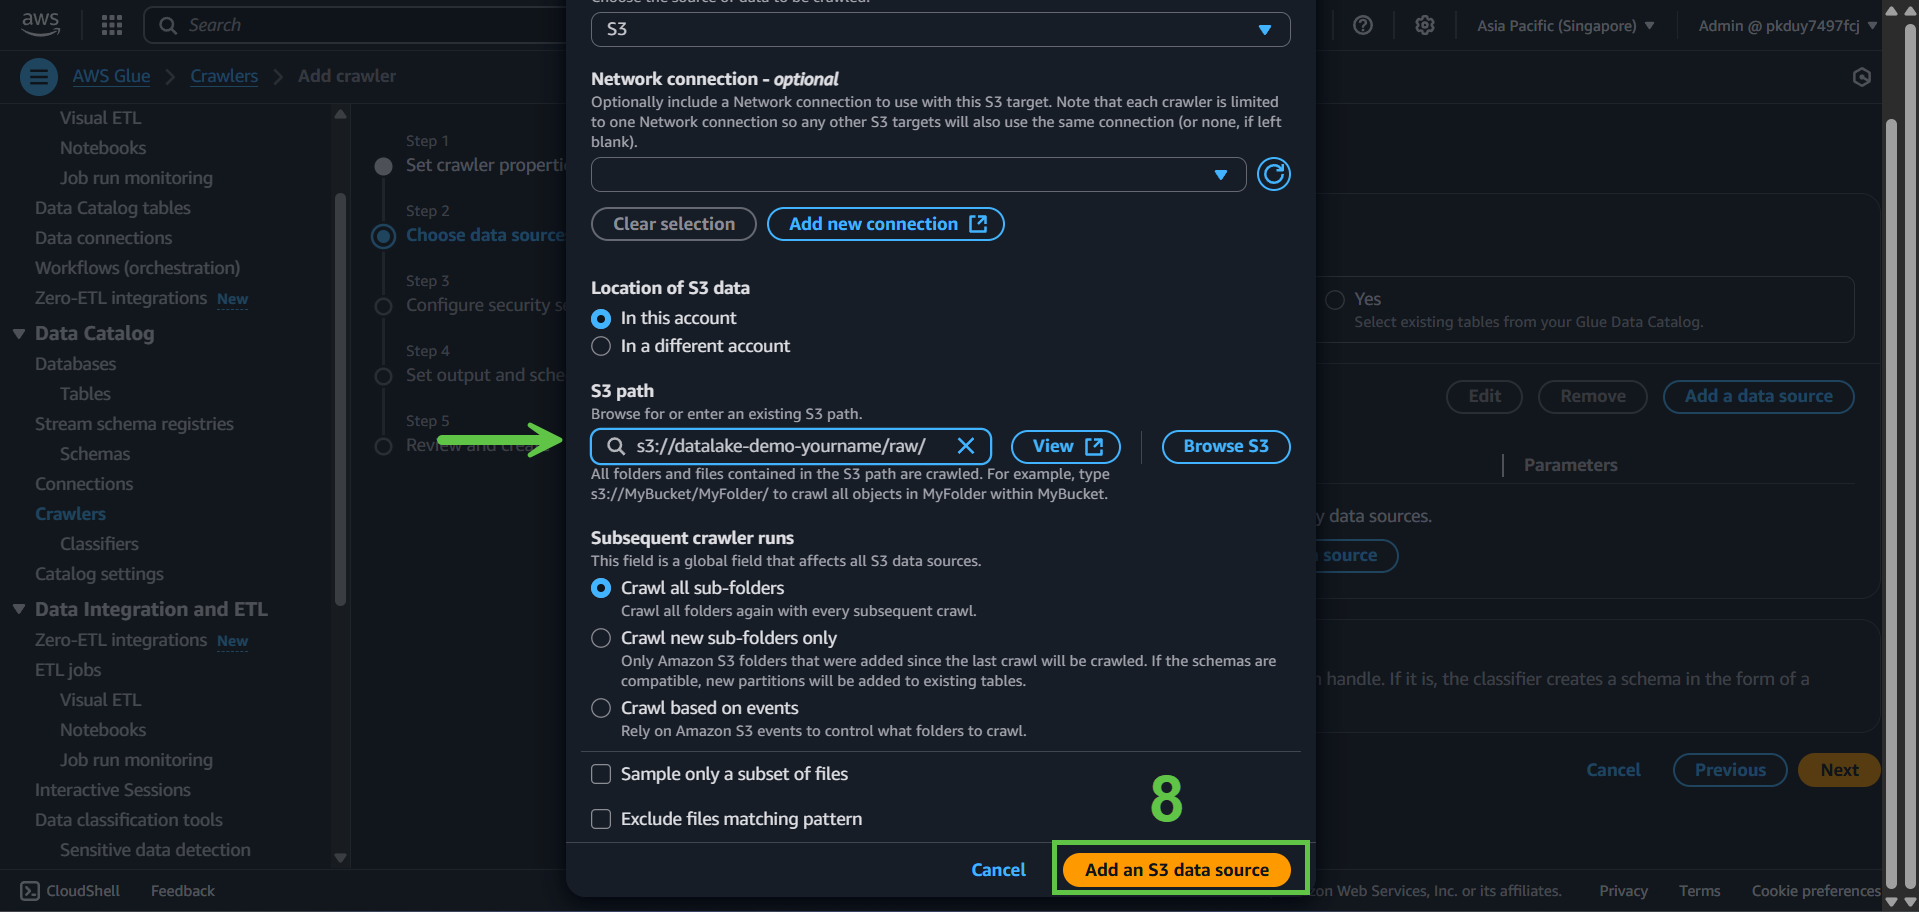 aws
Search
Asia Pacific (Singapore)
Admin @ pkduy7497fcj
AWS Glue
Crawlers
Add crawler
Visual ETL
Notebooks
Job run monitoring
Data Catalog tables
Data connections
Workflows (orchestration)
Zero-ETL integrations New
Data Catalog
Databases
Tables
Stream schema registries
Schemas
Connections
Crawlers
Classifiers
Catalog settings
Data Integration and ETL
Zero-ETL integrations New
ETL jobs
Visual ETL
Notebooks
Job run monitoring
Interactive Sessions
Data classification tools
Sensitive data detection
Step 1
Set crawler properti
Step 2
Choose data source
Step 3
Configure security s
Step 4
Set output and sche
Step 5
Review and crea
Choose the source of data to be crawled.
S3
Network connection - optional
Optionally include a Network connection to use with this S3 target. Note that each crawler is limited
to one Network connection so any other S3 targets will also use the same connection (or none, if left
blank).
Clear selection
Add new connection
Location of S3 data
In this account
In a different account
S3 path
Browse for or enter an existing S3 path.
s3://datalake-demo-yourname/raw/
View
Browse S3
All folders and files contained in the S3 path are crawled. For example, type
s3://MyBucket/MyFolder/ to crawl all objects in MyFolder within MyBucket.
Subsequent crawler runs
This field is a global field that affects all S3 data sources.
Crawl all sub-folders
Crawl all folders again with every subsequent crawl.
Crawl new sub-folders only
Only Amazon S3 folders that were added since the last crawl will be crawled. If the schemas are
compatible, new partitions will be added to existing tables.
Crawl based on events
Rely on Amazon S3 events to control what folders to crawl.
Sample only a subset of files
Exclude files matching pattern
8
Cancel
Add an S3 data source
Yes
Select existing tables from your Glue Data Catalog.
Edit
Remove
Add a data source
Parameters
y data sources.
source
n handle. If it is, the classifier creates a schema in the form of a
Cancel
Previous
Next
CloudShell
Feedback
on Web Services, Inc. or its affiliates.
Privacy
Terms
Cookie preferences